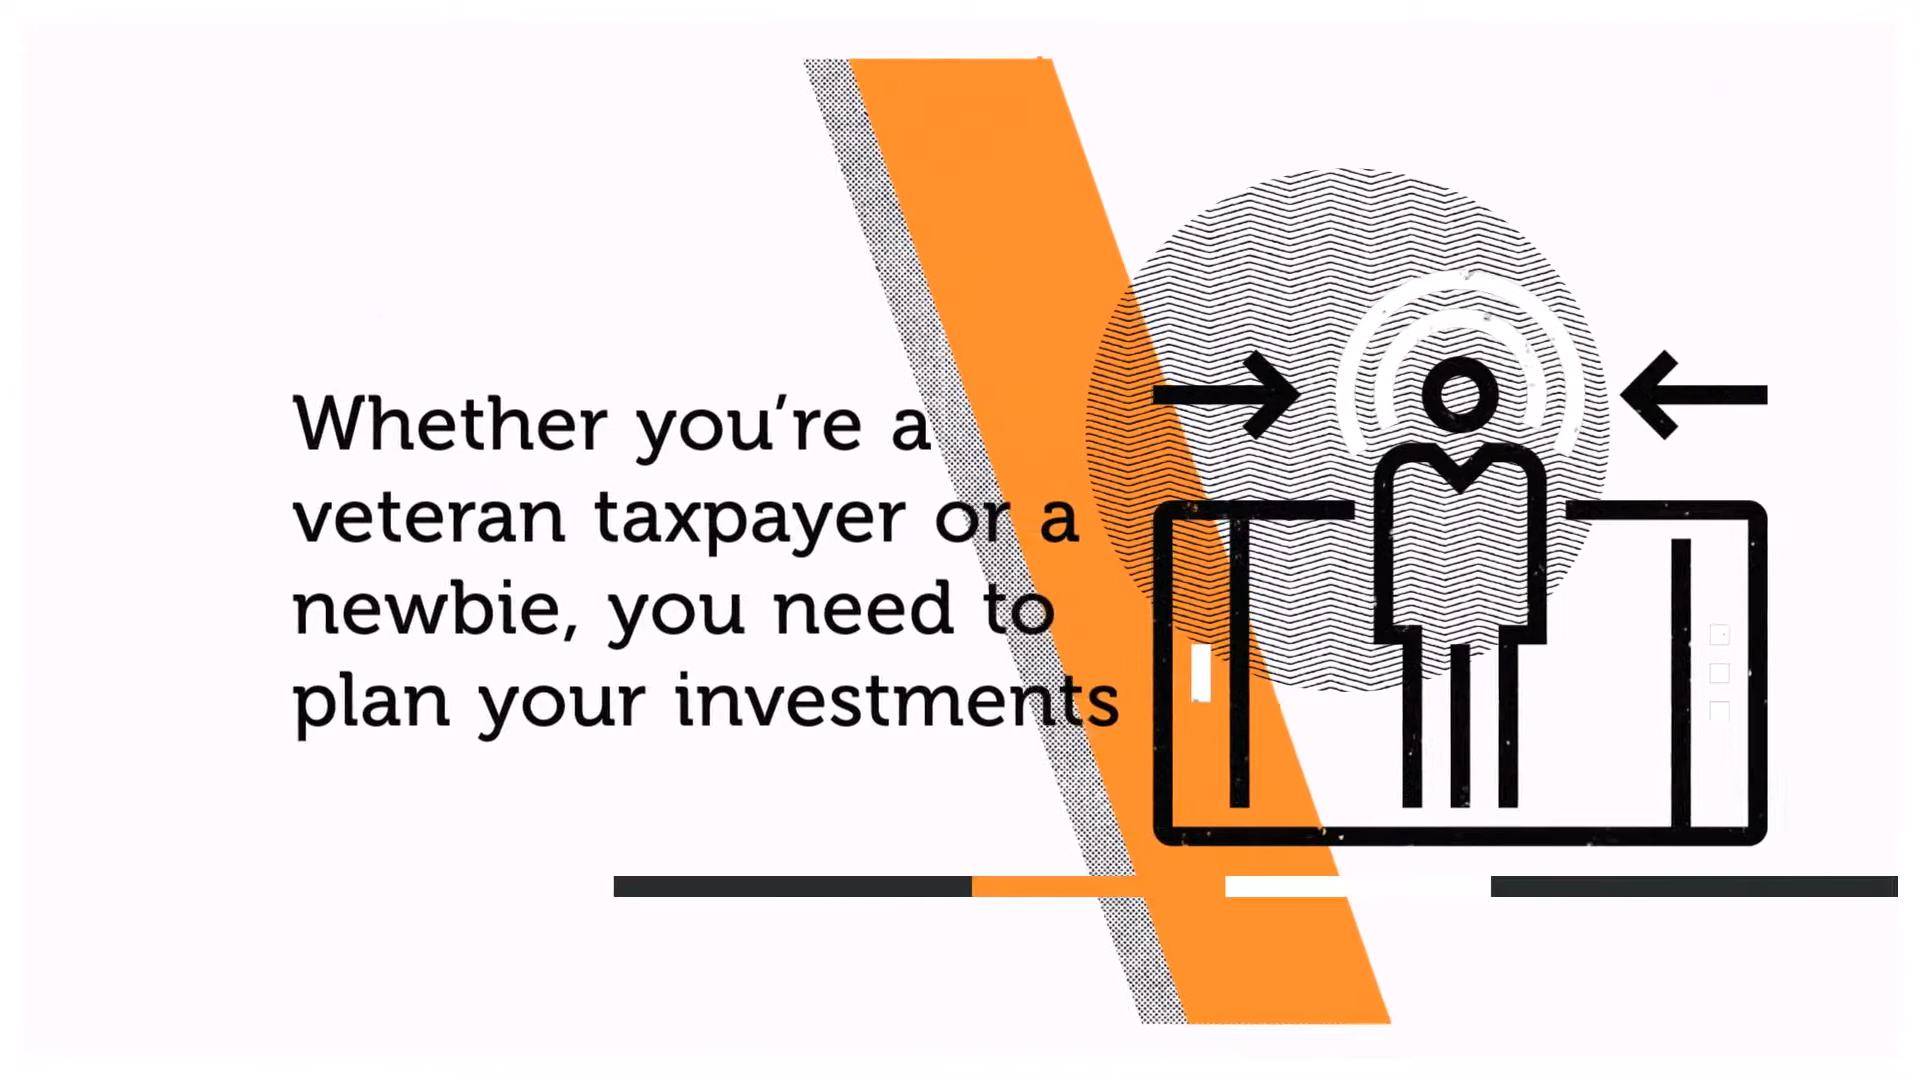 Whether you’re a
veteran taxpayer or a
newbie, you need to
plan your investments